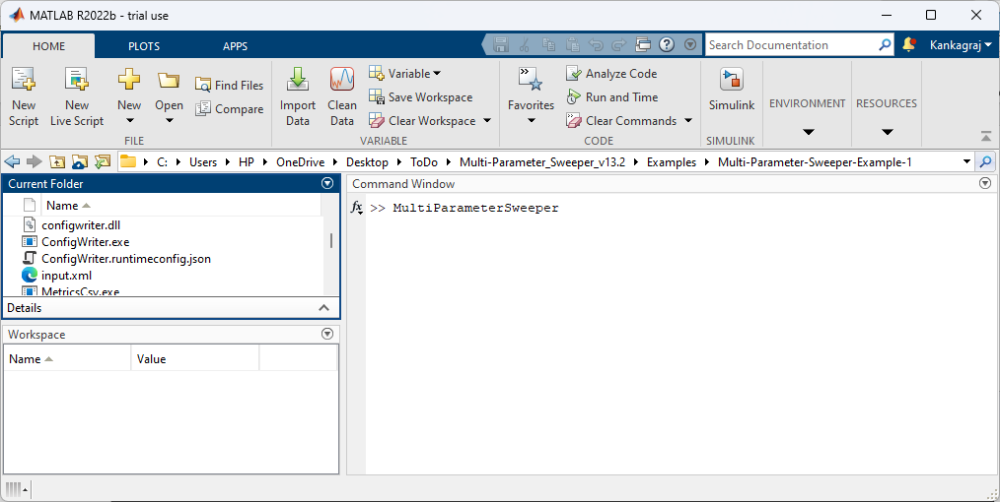 MATLAB R2022b - trial use
HOME PLOTS APPS Search Documentation Kankagraj
New Script
New Live Script
New
Open
Find Files
Compare
FILE
Import Data
Clean Data
Variable
Save Workspace
Clear Workspace
VARIABLE
Favorites
Analyze Code
Run and Time
Clear Commands
CODE
Simulink
SIMULINK
ENVIRONMENT
RESOURCES
C: Users HP OneDrive Desktop ToDo Multi-Parameter_Sweeper_v13.2 Examples Multi-Parameter-Sweeper-Example-1
Current Folder
Name
configwriter.dll
ConfigWriter.exe
ConfigWriter.runtimeconfig.json
input.xml
MetricsCsv.exe
Details
Workspace
Name Value
Command Window
fx >> MultiParameterSweeper